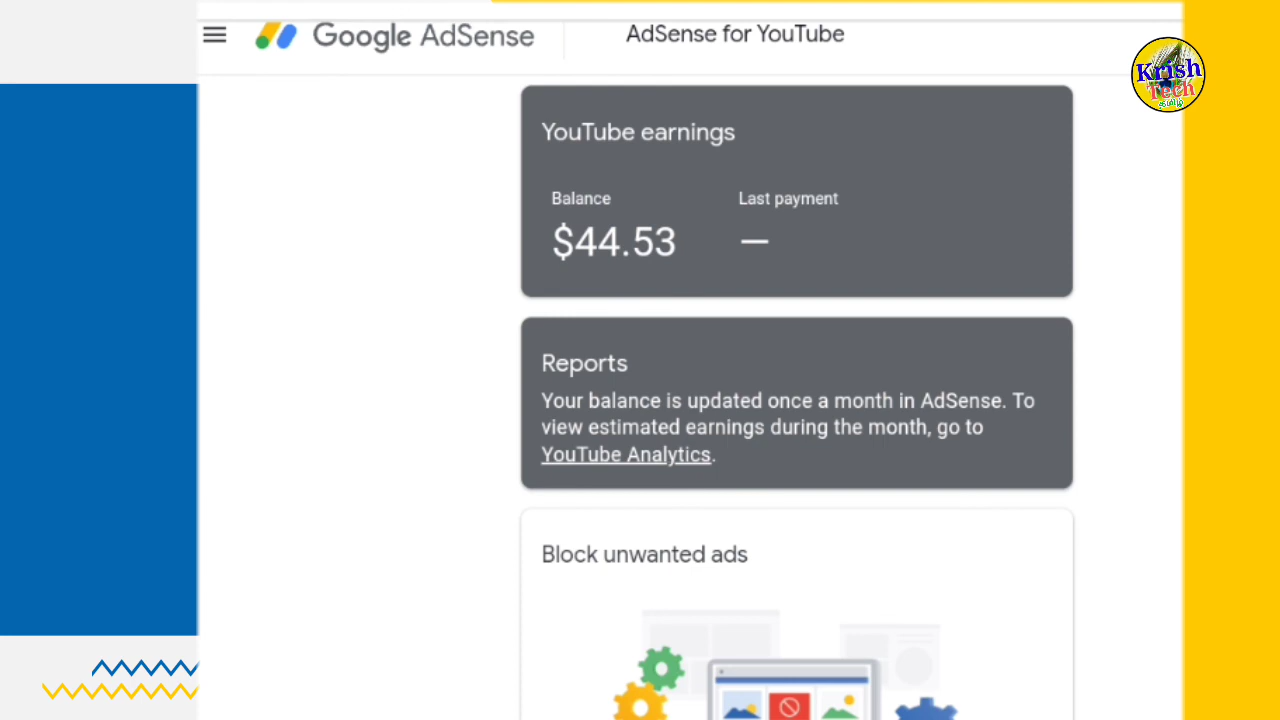 Google AdSense
AdSense for YouTube
Krish
Tech
தமிழ்
YouTube earnings
Balance
Last payment
$44.53
—
Reports
Your balance is updated once a month in AdSense. To
view estimated earnings during the month, go to
YouTube Analytics.
Block unwanted ads